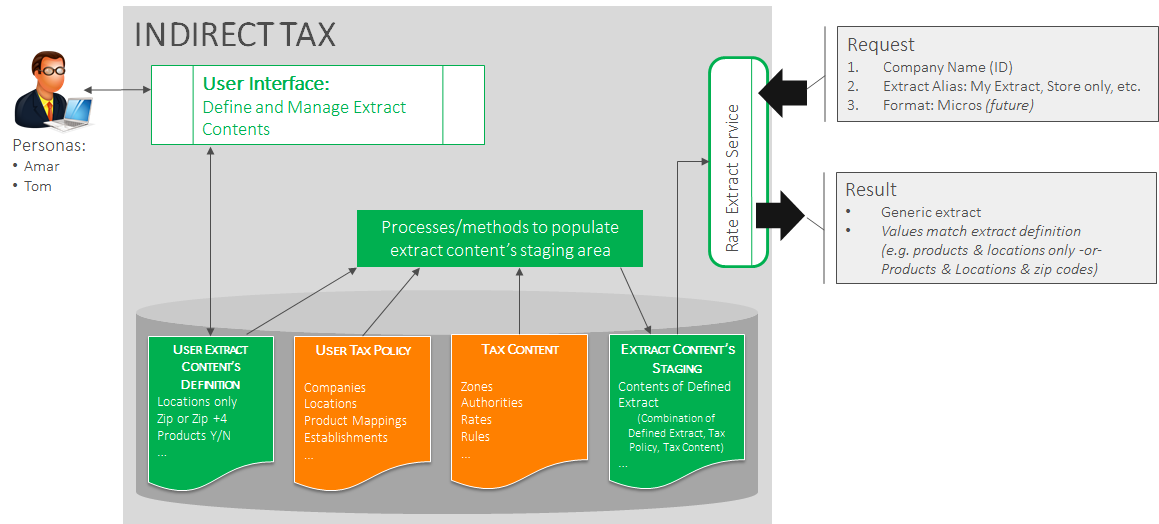 INDIRECT TAX
User Interface:
Define and Manage Extract
Contents
Personas:
• Amar
• Tom
Processes/methods to populate
extract content's staging area
Rate Extract Service
Request
1. Company Name (ID)
2. Extract Alias: My Extract, Store only, etc.
3. Format: Micros (future)
Result
• Generic extract
• Values match extract definition
(e.g. products & locations only -or-
Products & Locations & zip codes)
USER EXTRACT
CONTENT'S
DEFINITION
Locations only
Zip or Zip +4
Products Y/N
...
USER TAX POLICY
Companies
Locations
Product Mappings
Establishments
...
TAX CONTENT
Zones
Authorities
Rates
Rules
...
EXTRACT CONTENT'S
STAGING
Contents of Defined
Extract
(Combination of
Defined Extract, Tax
Policy, Tax Content)
...